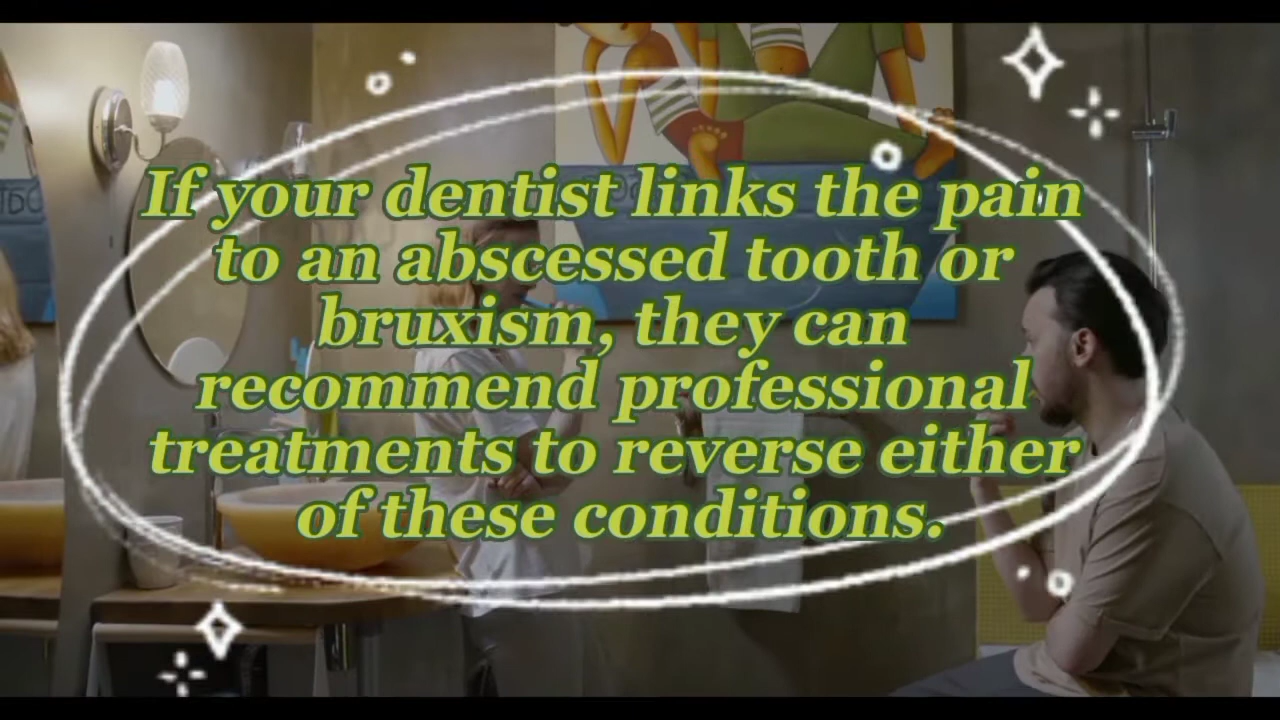 If your dentist links the pain
to an abscessed tooth or
bruxism, they can
recommend professional
treatments to reverse either
of these conditions.